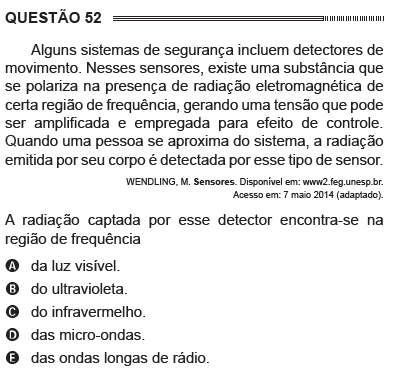 QUESTÃO 52
Alguns sistemas de segurança incluem detectores de
movimento. Nesses sensores, existe uma substância que
se polariza na presença de radiação eletromagnética de
certa região de frequência, gerando uma tensão que pode
ser amplificada e empregada para efeito de controle.
Quando uma pessoa se aproxima do sistema, a radiação
emitida por seu corpo é detectada por esse tipo de sensor.
WENDLING, M. Sensores. Disponível em: www2.feg.unesp.br.
Acesso em: 7 maio 2014 (adaptado).
A radiação captada por esse detector encontra-se na
região de frequência
A da luz visível.
B do ultravioleta.
C do infravermelho.
D das micro-ondas.
E das ondas longas de rádio.